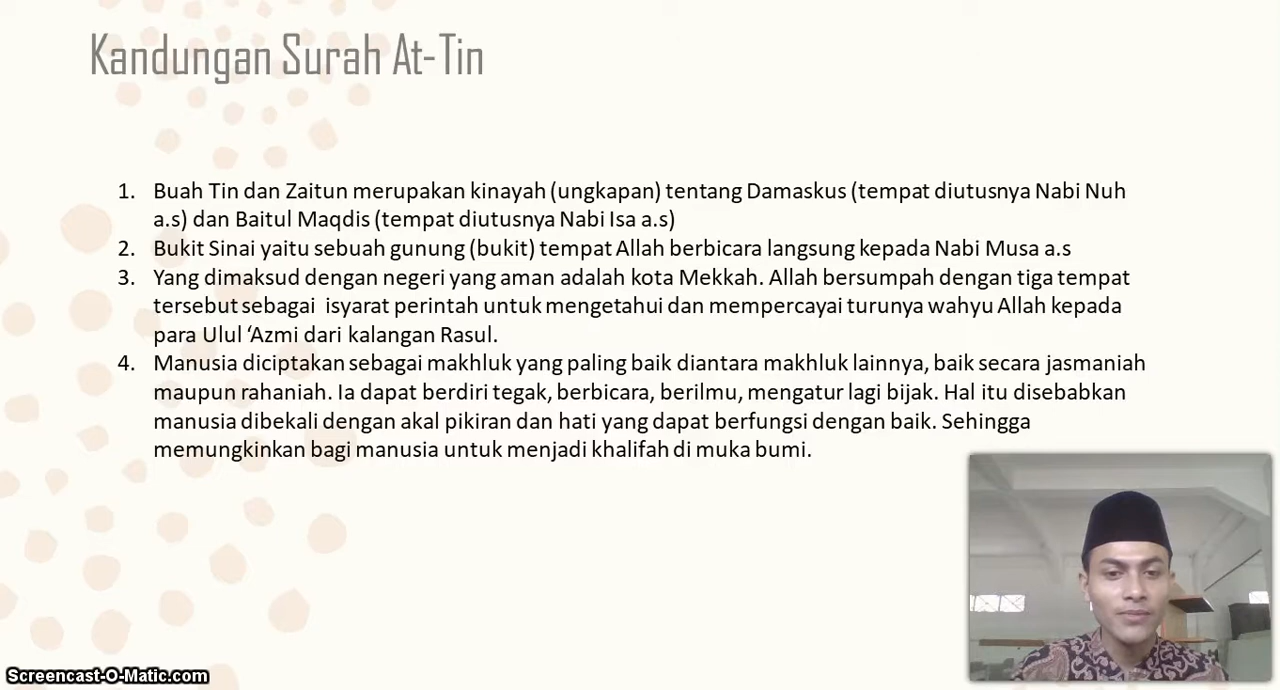 Kandungan Surah At-Tin
1. Buah Tin dan Zaitun merupakan kinayah (ungkapan) tentang Damaskus (tempat diutusnya Nabi Nuh
a.s) dan Baitul Maqdis (tempat diutusnya Nabi Isa a.s)
2. Bukit Sinai yaitu sebuah gunung (bukit) tempat Allah berbicara langsung kepada Nabi Musa a.s
3. Yang dimaksud dengan negeri yang aman adalah kota Mekkah. Allah bersumpah dengan tiga tempat
tersebut sebagai isyarat perintah untuk mengetahui dan mempercayai turunya wahyu Allah kepada
para Ulul ‘Azmi dari kalangan Rasul.
4. Manusia diciptakan sebagai makhluk yang paling baik diantara makhluk lainnya, baik secara jasmaniah
maupun rahaniah. Ia dapat berdiri tegak, berbicara, berilmu, mengatur lagi bijak. Hal itu disebabkan
manusia dibekali dengan akal pikiran dan hati yang dapat berfungsi dengan baik. Sehingga
memungkinkan bagi manusia untuk menjadi khalifah di muka bumi.
Screencast-O-Matic.com